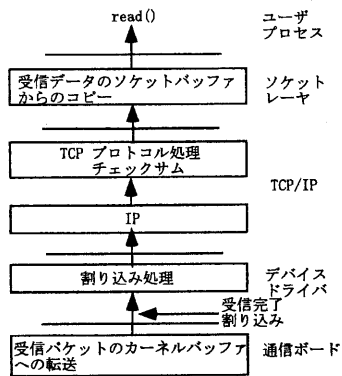 read()
ユーザ
プロセス
受信データのソケットバッファ
からのコピー
ソケット
レーヤ
TCP プロトコル処理
チェックサム
TCP/IP
IP
割り込み処理
デバイス
ドライバ
受信完了
割り込み
受信パケットのカーネルバッファ
への転送
通信ボード